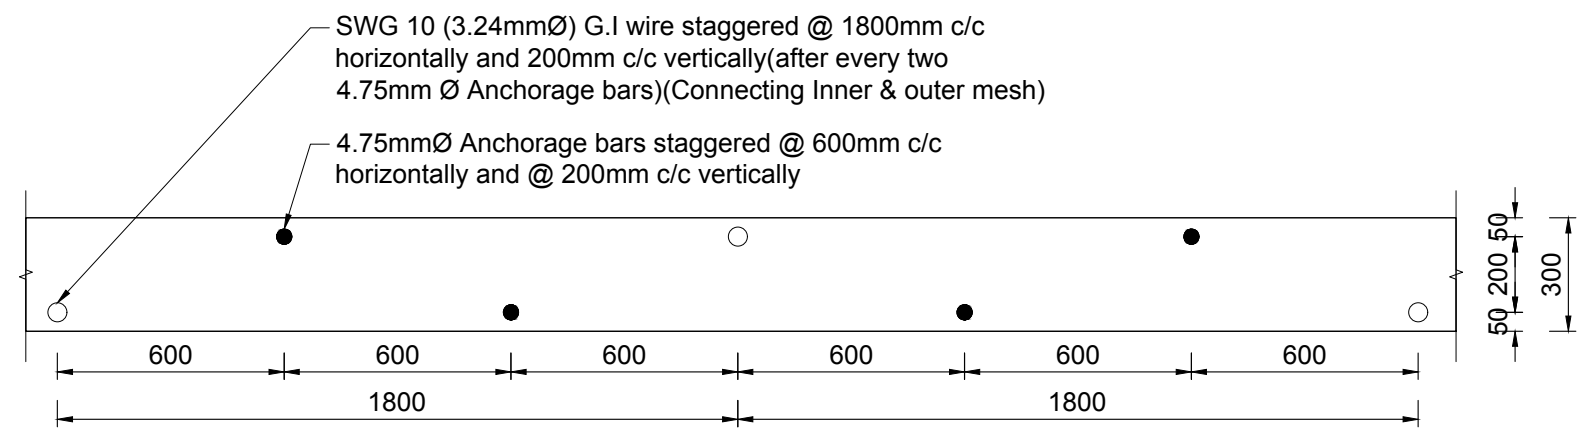 SWG 10 (3.24mmØ) G.I wire staggered @ 1800mm c/c
horizontally and 200mm c/c vertically(after every two
4.75mm Ø Anchorage bars)(Connecting Inner & outer mesh)
4.75mmØ Anchorage bars staggered @ 600mm c/c
horizontally and @ 200mm c/c vertically
50
200
50
300
600 600 600 600 600 600
1800 1800